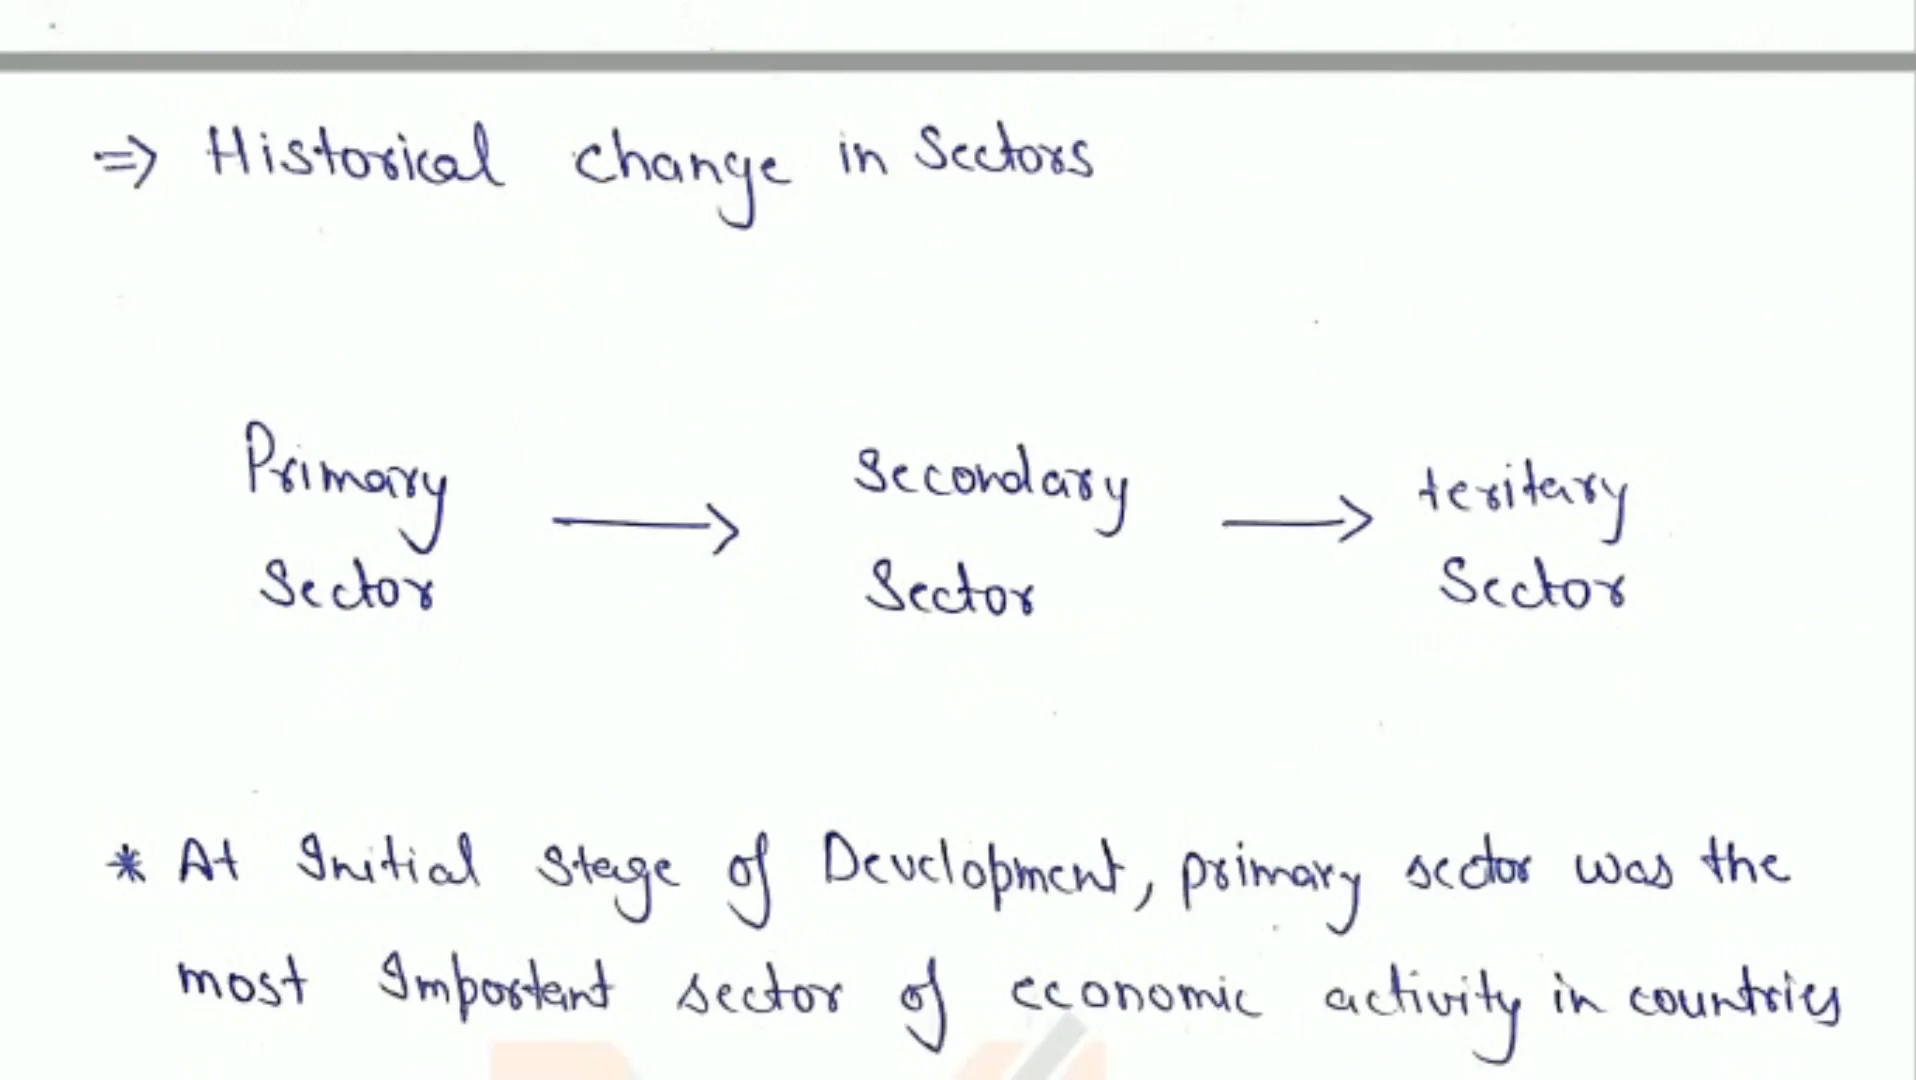 ⇒ Historical change in Sectors
Primary → Secondary → teritary
Sector Sector Sector
* At Initial stage of Development, primary sector was the
most Important sector of economic activity in countries